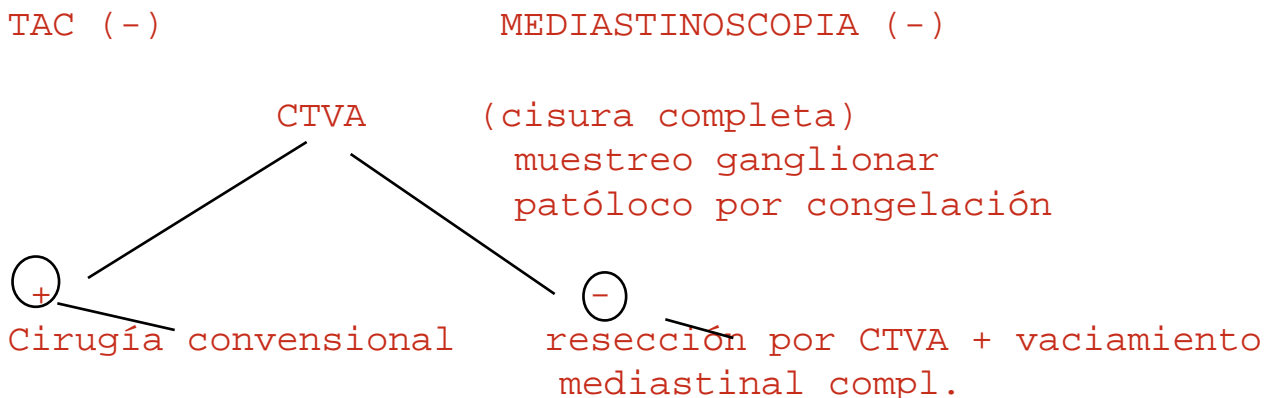 TAC (-) MEDIASTINOSCOPIA (-)
CTVA (cisura completa)
muestreo ganglionar
patóloco por congelación
+ -
Cirugía convensional resección por CTVA + vaciamiento
mediastinal compl.